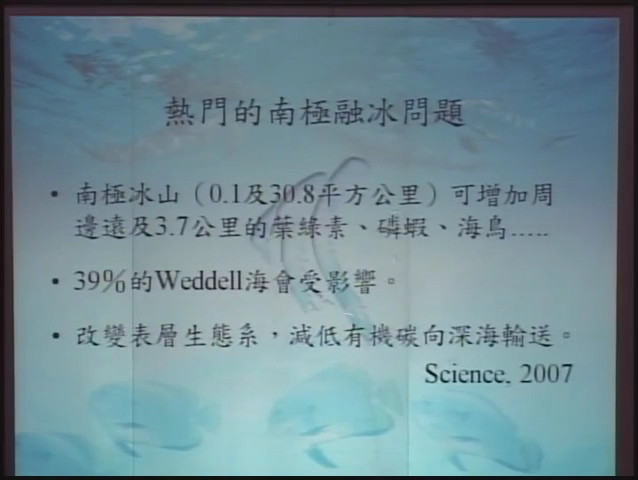 熱門的南極融冰問題
• 南極冰山（0.1及30.8平方公里）可增加周
邊遠及3.7公里的葉綠素、磷蝦、海鳥.....
• 39%的Weddell海會受影響。
• 改變表層生態系，減低有機碳向深海輸送。
Science, 2007